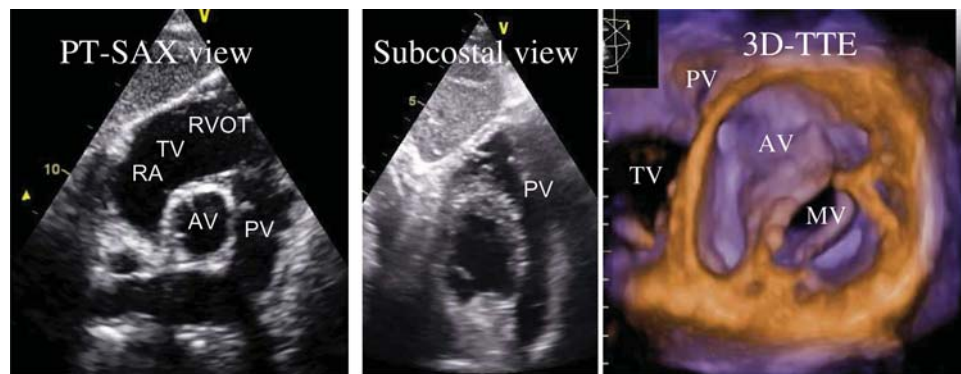 V
PT-SAX view
RVOT
TV
RA
10
AV
PV
V
Subcostal view
5
PV
3D-TTE
PV
AV
TV
MV